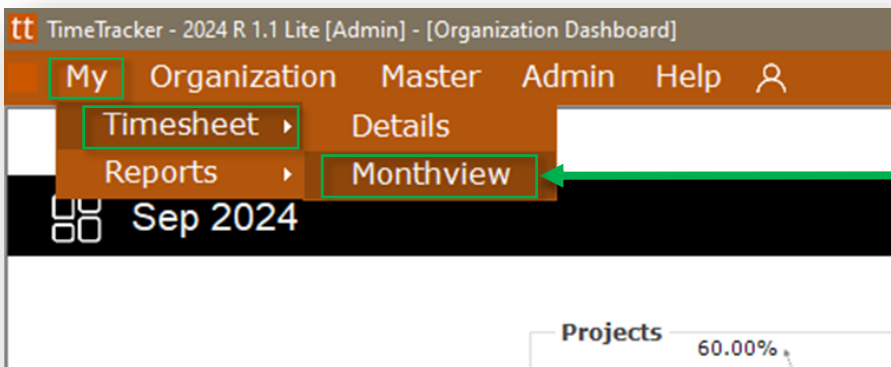 tt TimeTracker - 2024 R 1.1 Lite [Admin] - [Organization Dashboard]
My Organization Master Admin Help
Timesheet Details
Reports Monthview
Sep 2024
Projects
60.00%